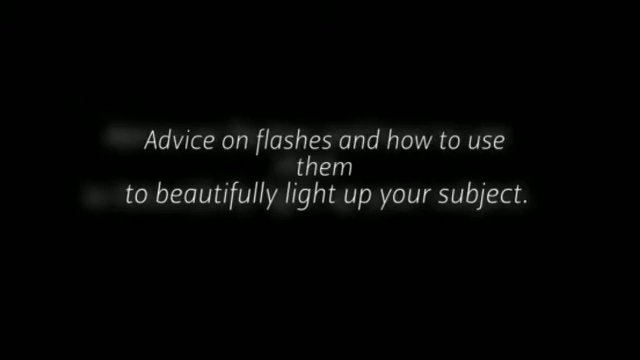 Advice on flashes and how to use
them
to beautifully light up your subject.